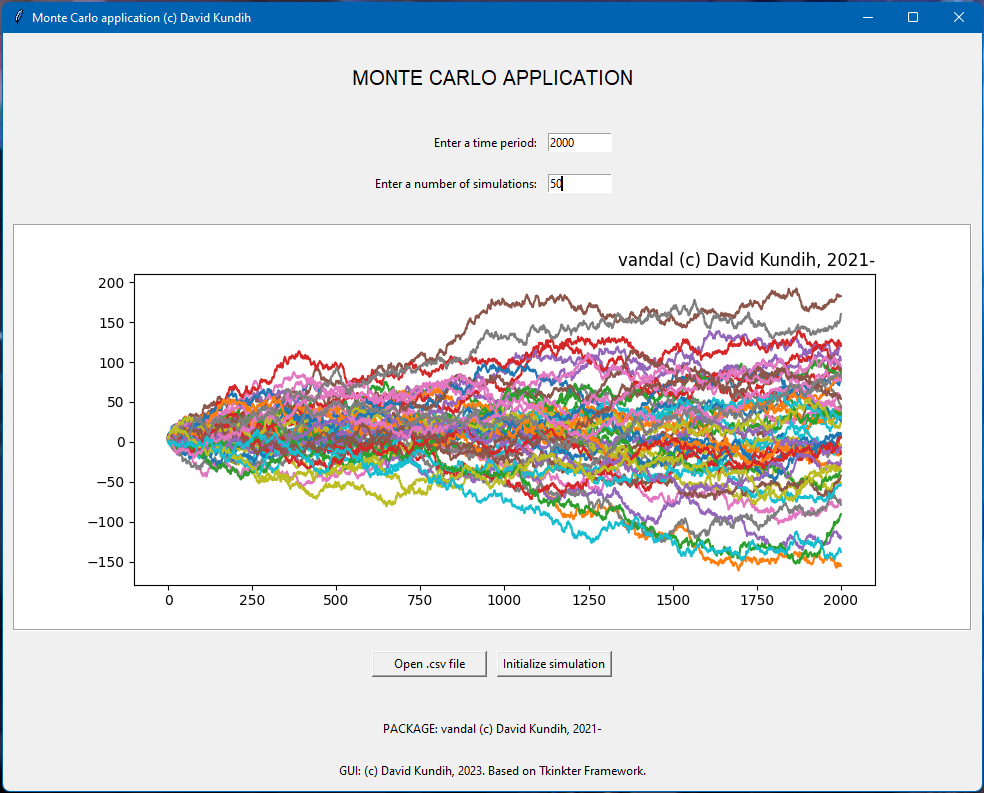 Monte Carlo application (c) David Kundih
MONTE CARLO APPLICATION
Enter a time period: 2000
Enter a number of simulations: 50
vandal (c) David Kundih, 2021-
200
150
100
50
0
−50
−100
−150
0 250 500 750 1000 1250 1500 1750 2000
Open .csv file Initialize simulation
PACKAGE: vandal (c) David Kundih, 2021-
GUI: (c) David Kundih, 2023. Based on Tkinkter Framework.